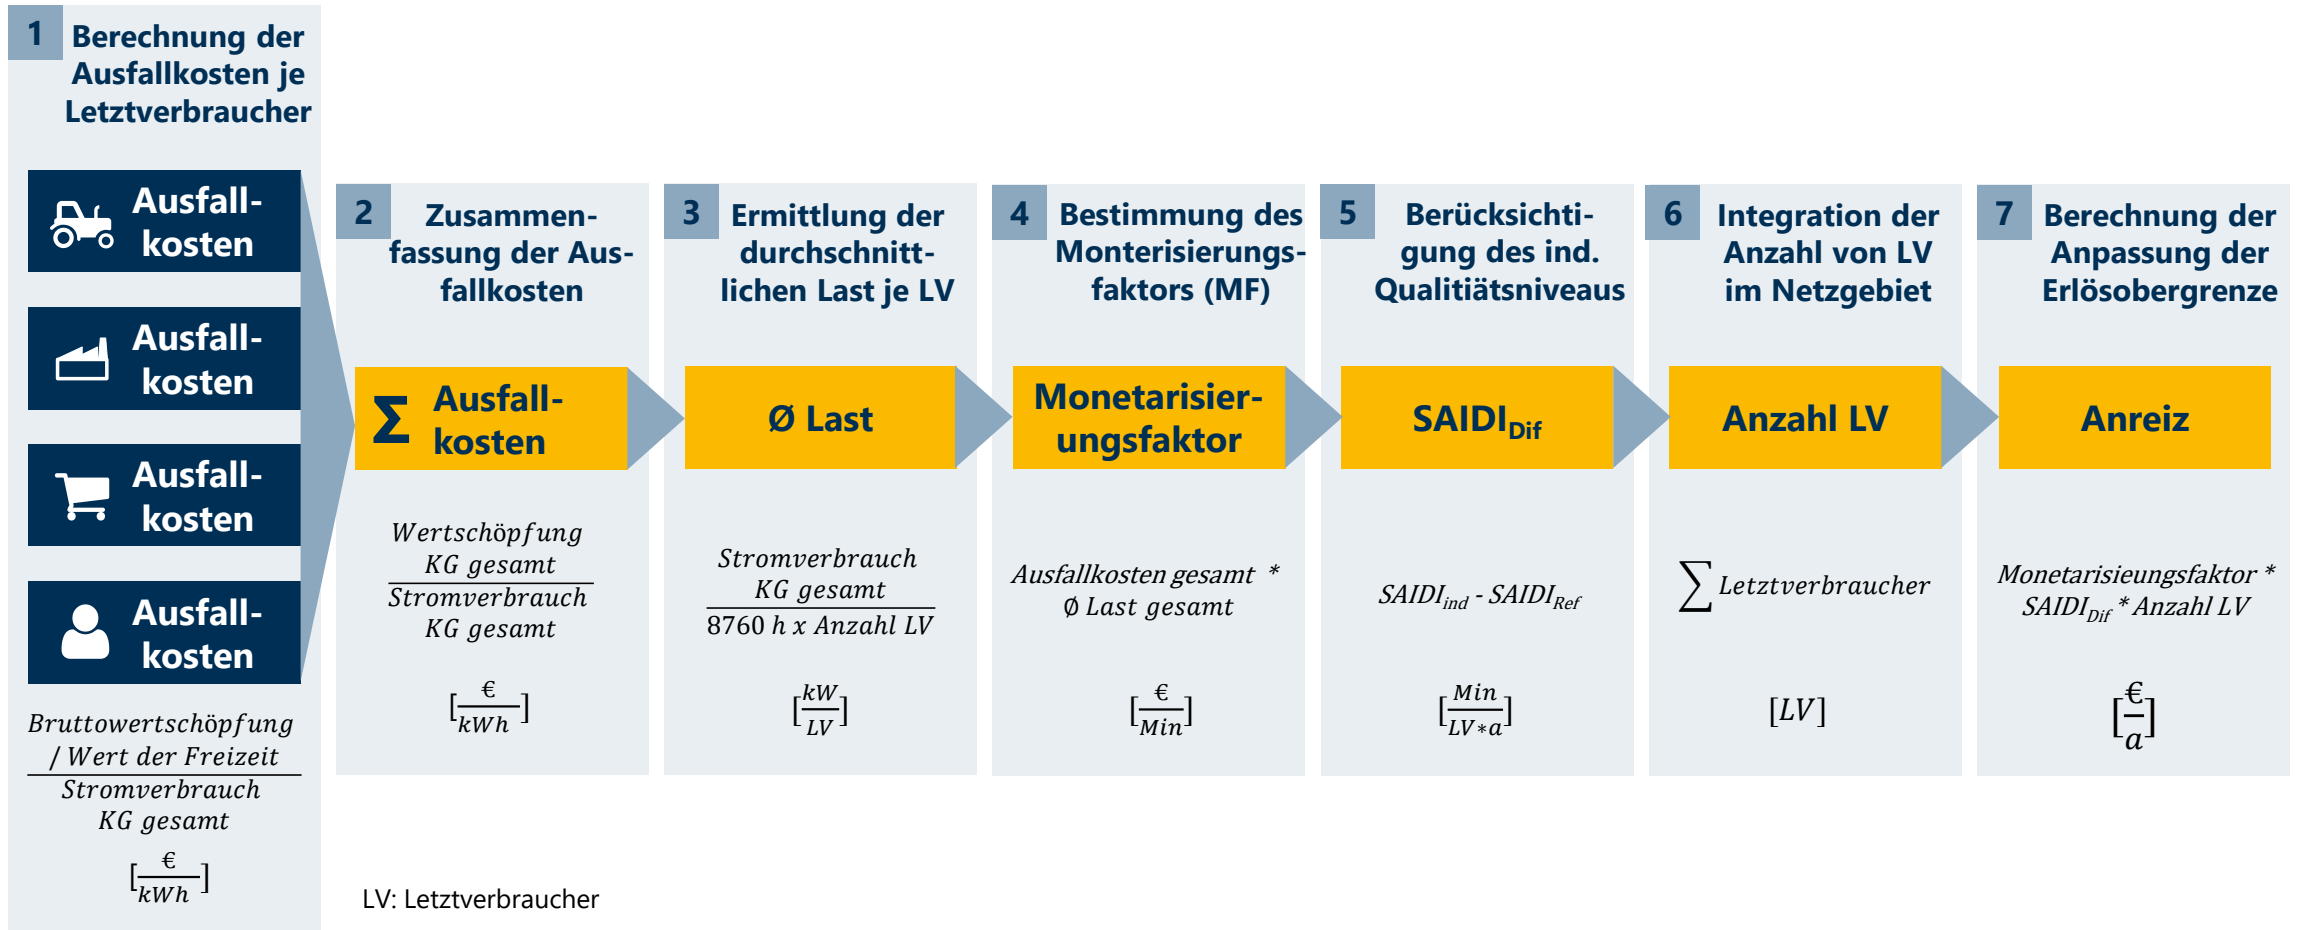 1
Berechnung der
Ausfallkosten je
Letztverbraucher
Ausfall-
kosten
Ausfall-
kosten
Ausfall-
kosten
Ausfall-
kosten
Bruttowertschöpfung
/ Wert der Freizeit
Stromverbrauch
KG gesamt
[€
kWh]
2
Zusammen-
fassung der Aus-
fallkosten
Σ Ausfall-
kosten
Wertschöpfung
KG gesamt
Stromverbrauch
KG gesamt
[€
kWh]
3
Ermittlung der
durchschnitt-
lichen Last je LV
Ø Last
Stromverbrauch
KG gesamt
8760 h x Anzahl LV
[kW
LV]
4
Bestimmung des
Monterisierungs-
faktors (MF)
Monetarisier-
ungsfaktor
Ausfallkosten gesamt *
Ø Last gesamt
[€
Min]
5
Berücksichti-
gung des ind.
Qualitiätsniveaus
SAIDI_Dif
SAIDI_ind - SAIDI_Ref
[Min
LV*a]
6
Integration der
Anzahl von LV
im Netzgebiet
Anzahl LV
∑ Letztverbraucher
[LV]
7
Berechnung der
Anpassung der
Erlösobergrenze
Anreiz
Monetarisieungsfaktor *
SAIDI_Dif * Anzahl LV
[€
a]
LV: Letztverbraucher